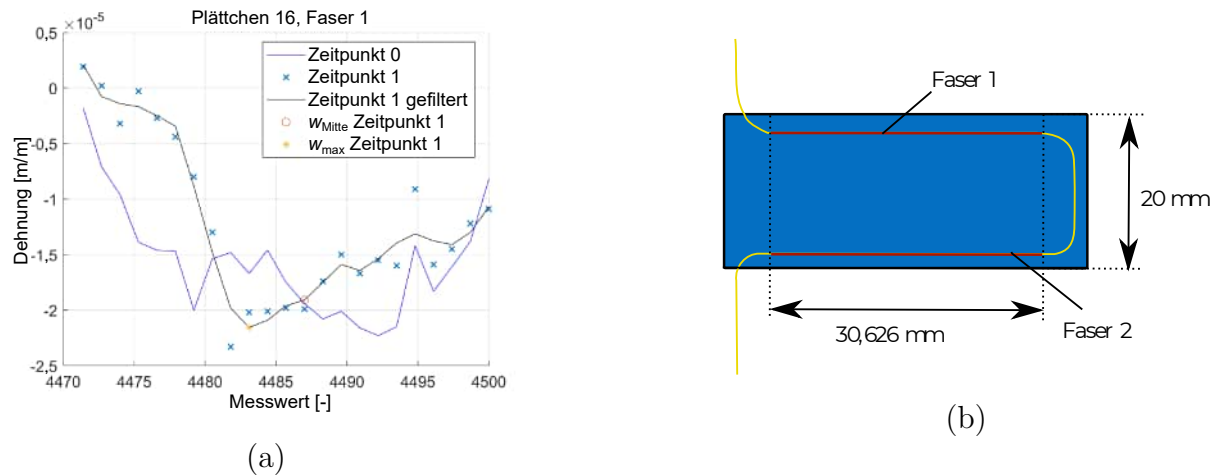 Plättchen 16, Faser 1
×10⁻⁵
0,5
0
-0,5
-1
-1,5
-2
-2,5
Dehnung [m/m]
Zeitpunkt 0
Zeitpunkt 1
Zeitpunkt 1 gefiltert
wMitte Zeitpunkt 1
wmax Zeitpunkt 1
4470 4475 4480 4485 4490 4495 4500
Messwert [-]
(a)
Faser 1
20 mm
30,626 mm
Faser 2
(b)